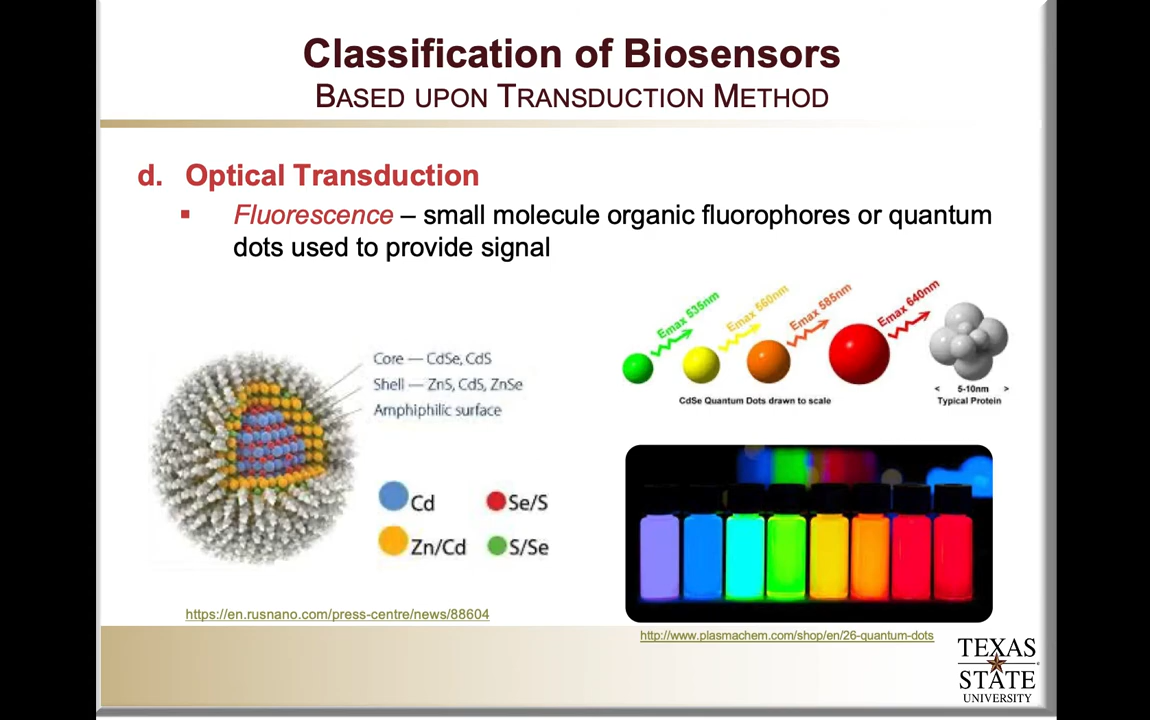 Classification of Biosensors
BASED UPON TRANSDUCTION METHOD
d. Optical Transduction
▪ Fluorescence – small molecule organic fluorophores or quantum
dots used to provide signal
Core — CdSe, CdS
Shell — ZnS, CdS, ZnSe
Amphiphilic surface
Cd
Se/S
Zn/Cd
S/Se
https://en.rusnano.com/press-centre/news/88604
Emax 535nm
Emax 560nm
Emax 585nm
Emax 640nm
CdSe Quantum Dots drawn to scale
< 5-10nm >
Typical Protein
http://www.plasmachem.com/shop/en/26-quantum-dots
TEXAS
STATE
UNIVERSITY